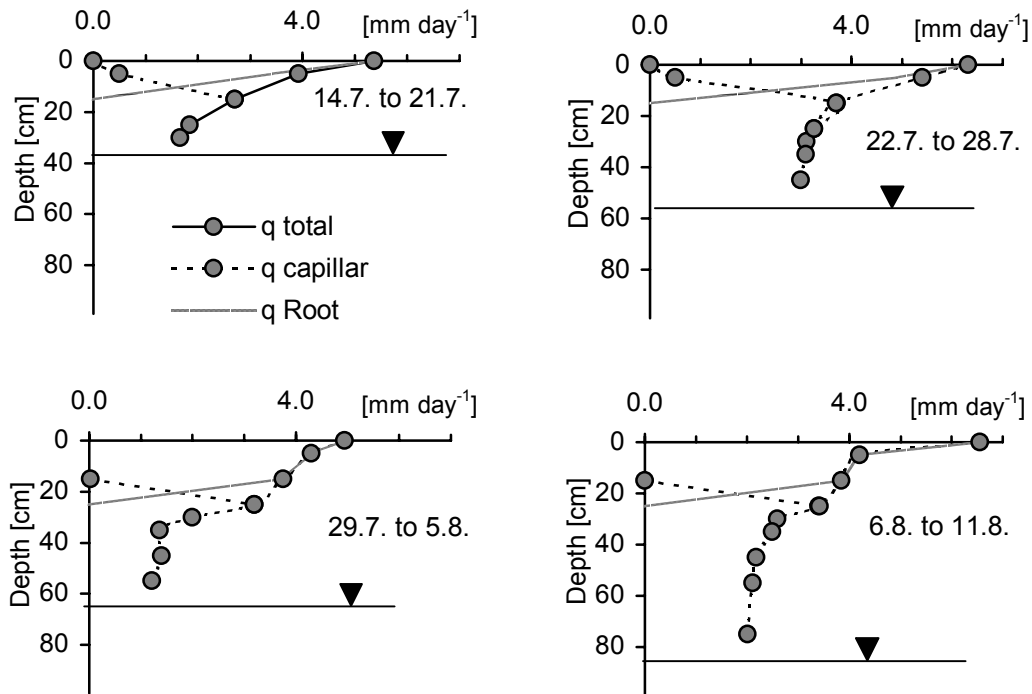 0.0 4.0 [mm day⁻¹]
0
20
40
60
80
Depth [cm]
14.7. to 21.7.
q total
q capillar
q Root
0.0 4.0 [mm day⁻¹]
0
20
40
60
80
Depth [cm]
22.7. to 28.7.
0.0 4.0 [mm day⁻¹]
0
20
40
60
80
Depth [cm]
29.7. to 5.8.
0.0 4.0 [mm day⁻¹]
0
20
40
60
80
Depth [cm]
6.8. to 11.8.